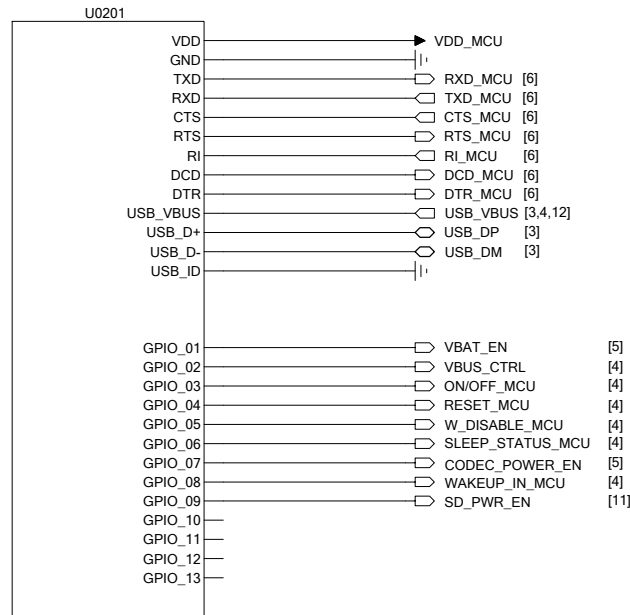 U0201
VDD VDD_MCU
GND
TXD RXD_MCU [6]
RXD TXD_MCU [6]
CTS CTS_MCU [6]
RTS RTS_MCU [6]
RI RI_MCU [6]
DCD DCD_MCU [6]
DTR DTR_MCU [6]
USB_VBUS USB_VBUS [3,4,12]
USB_D+ USB_DP [3]
USB_D- USB_DM [3]
USB_ID
GPIO_01 VBAT_EN [5]
GPIO_02 VBUS_CTRL [4]
GPIO_03 ON/OFF_MCU [4]
GPIO_04 RESET_MCU [4]
GPIO_05 W_DISABLE_MCU [4]
GPIO_06 SLEEP_STATUS_MCU [4]
GPIO_07 CODEC_POWER_EN [5]
GPIO_08 WAKEUP_IN_MCU [4]
GPIO_09 SD_PWR_EN [11]
GPIO_10
GPIO_11
GPIO_12
GPIO_13